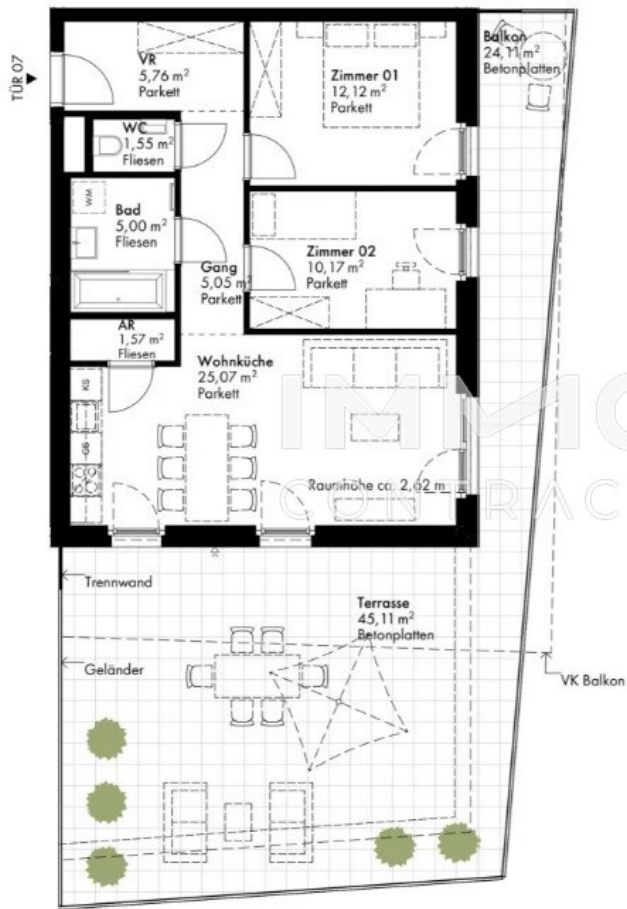 TÜR 07
VR
5,76 m²
Parkett
Zimmer 01
12,12 m²
Parkett
Balkon
24,11 m²
Betonplatten
WC
1,55 m²
Fliesen
WM
Bad
5,00 m²
Fliesen
Zimmer 02
10,17 m²
Parkett
Gang
5,05 m²
Parkett
AR
1,57 m²
Fliesen
Wohnküche
25,07 m²
Parkett
KS
GS
IMMO
Raumhöhe ca. 2,62 m
CONTRAC
Trennwand
Terrasse
45,11 m²
Betonplatten
Geländer
VK Balkon